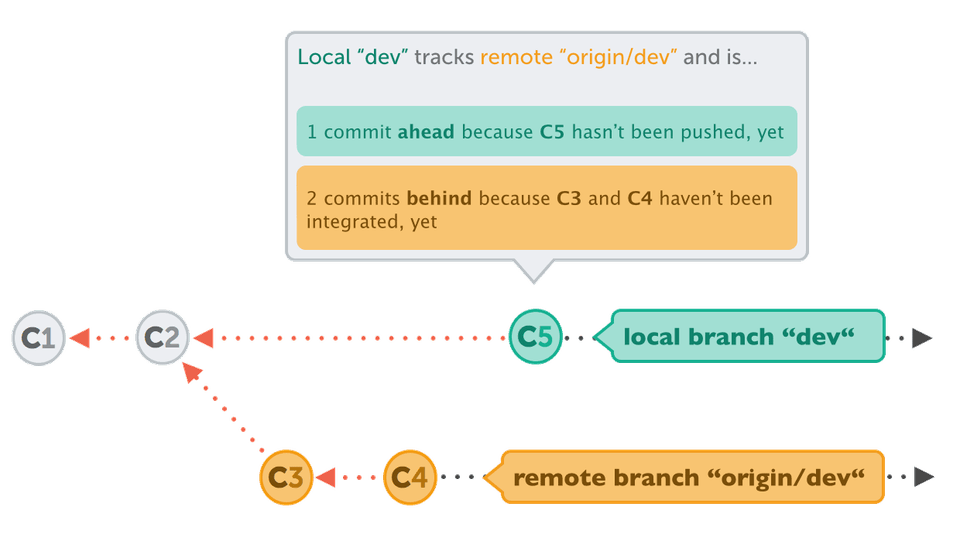 Local “dev” tracks remote “origin/dev” and is...
1 commit ahead because C5 hasn’t been pushed, yet
2 commits behind because C3 and C4 haven’t been
integrated, yet
C1
C2
C5
local branch “dev“
C3
C4
remote branch “origin/dev“